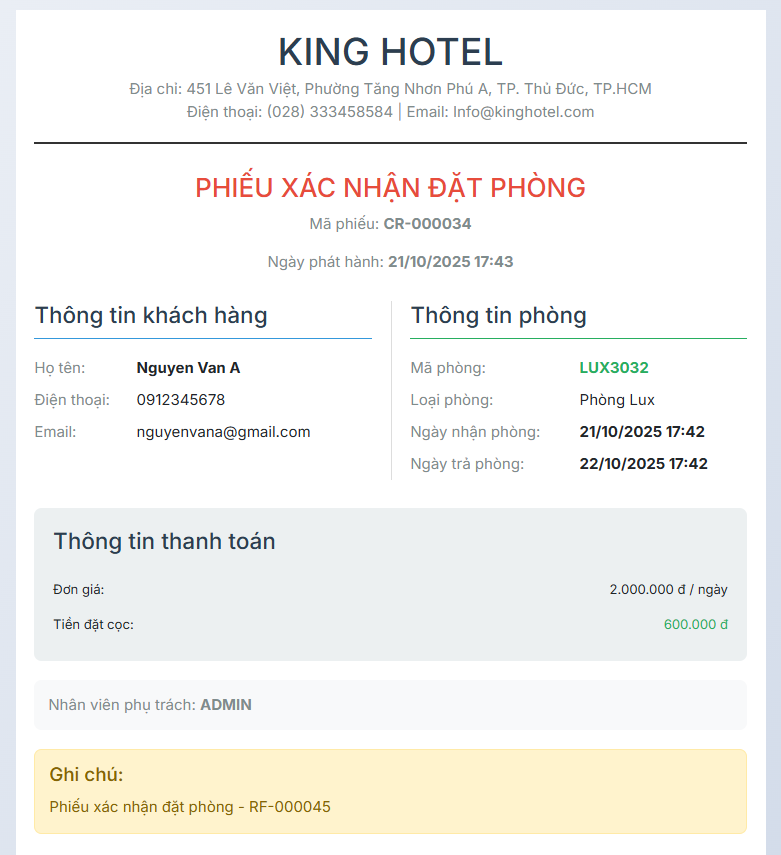 KING HOTEL
Địa chỉ: 451 Lê Văn Việt, Phường Tăng Nhơn Phú A, TP. Thủ Đức, TP.HCM
Điện thoại: (028) 333458584 | Email: Info@kinghotel.com
PHIẾU XÁC NHẬN ĐẶT PHÒNG
Mã phiếu: CR-000034
Ngày phát hành: 21/10/2025 17:43
Thông tin khách hàng
Họ tên: Nguyen Van A
Điện thoại: 0912345678
Email: nguyenvana@gmail.com
Thông tin phòng
Mã phòng: LUX3032
Loại phòng: Phòng Lux
Ngày nhận phòng: 21/10/2025 17:42
Ngày trả phòng: 22/10/2025 17:42
Thông tin thanh toán
Đơn giá: 2.000.000 đ / ngày
Tiền đặt cọc: 600.000 đ
Nhân viên phụ trách: ADMIN
Ghi chú:
Phiếu xác nhận đặt phòng - RF-000045